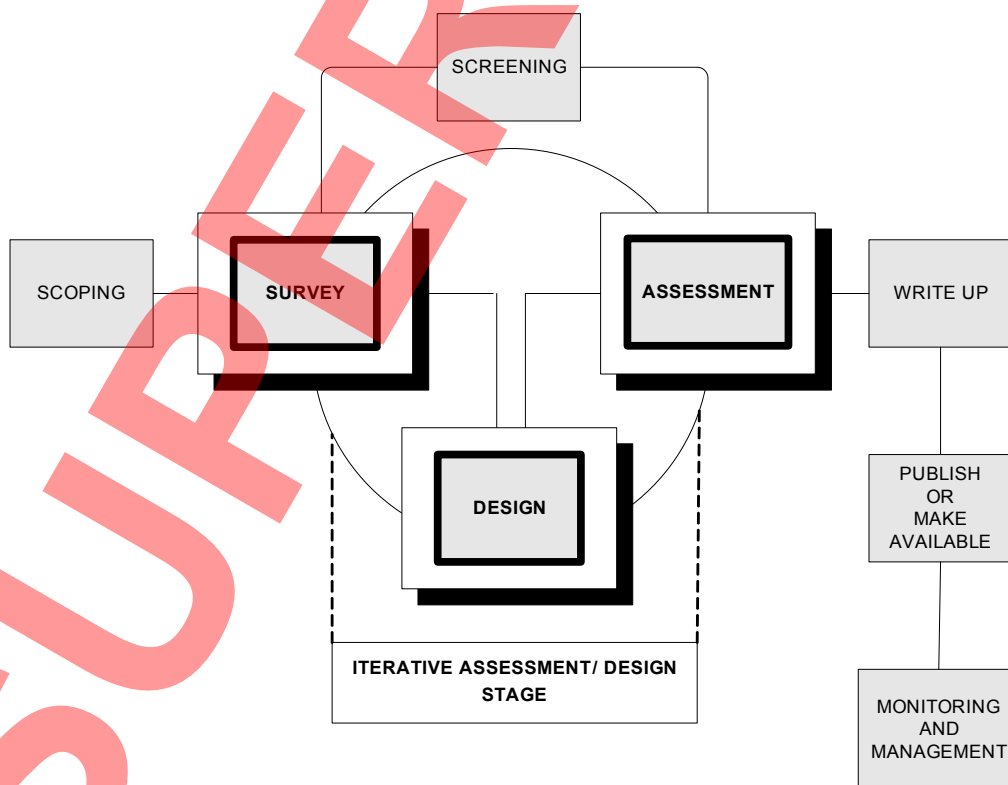 SCREENING
SCOPING
SURVEY
ASSESSMENT
WRITE UP
DESIGN
PUBLISH
OR
MAKE
AVAILABLE
ITERATIVE ASSESSMENT/ DESIGN
STAGE
MONITORING
AND
MANAGEMENT
SUPER